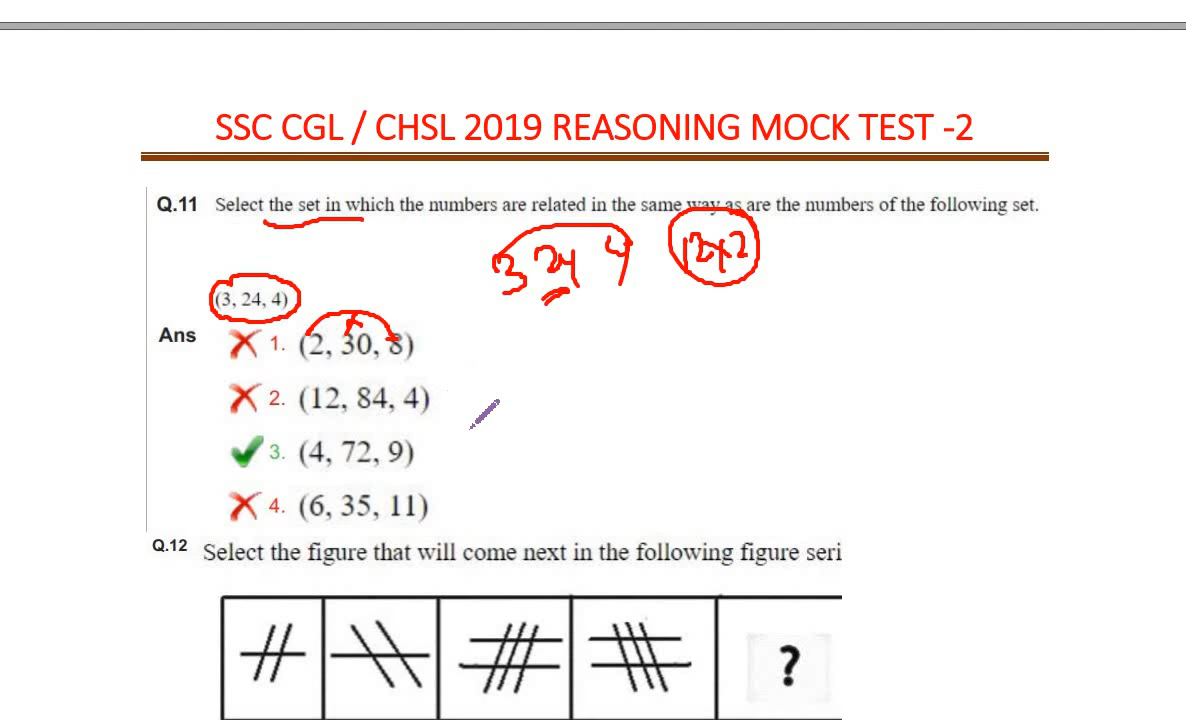 SSC CGL / CHSL 2019 REASONING MOCK TEST -2
Q.11 Select the set in which the numbers are related in the same way as are the numbers of the following set.
3 24 4 12×2
(3, 24, 4)
Ans
1. (2, 30, 8)
2. (12, 84, 4)
3. (4, 72, 9)
4. (6, 35, 11)
Q.12 Select the figure that will come next in the following figure seri
?